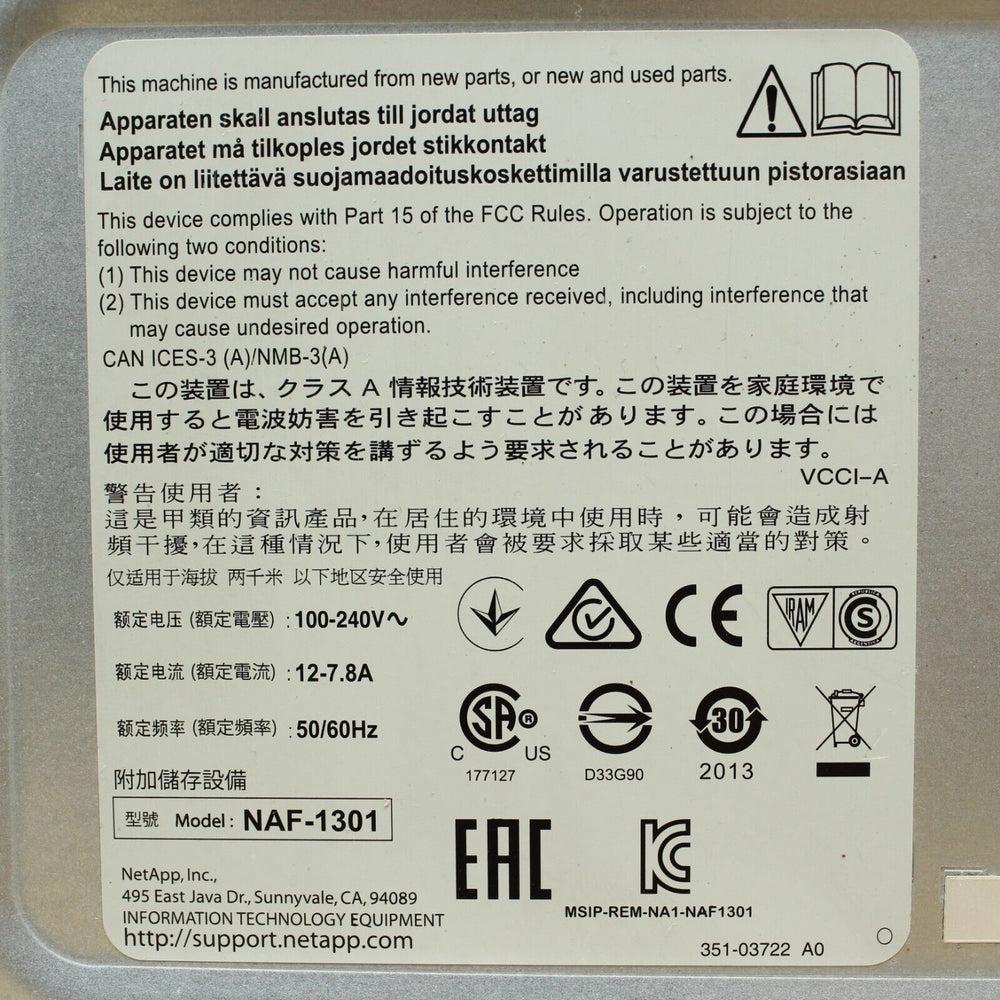 This machine is manufactured from new parts, or new and used parts.
Apparaten skall anslutas till jordat uttag
Apparatet må tilkoples jordet stikkontakt
Laite on liitettävä suojamaadoituskoskettimilla varustettuun pistorasiaan
This device complies with Part 15 of the FCC Rules. Operation is subject to the
following two conditions:
(1) This device may not cause harmful interference
(2) This device must accept any interference received, including interference that
may cause undesired operation.
CAN ICES-3 (A)/NMB-3(A)
この装置は、クラス A 情報技術装置です。この装置を家庭環境で
使用すると電波妨害を引き起こすことがあります。この場合には
使用者が適切な対策を講ずるよう要求されることがあります。
VCCI-A
警告使用者：
這是甲類的資訊產品,在居住的環境中使用時，可能會造成射
頻干擾,在這種情況下,使用者會被要求採取某些適當的對策。
仅适用于海拔 两千米 以下地区安全使用
额定电压 (額定電壓) : 100-240V~
额定电流 (額定電流) : 12-7.8A
额定频率 (額定頻率) : 50/60Hz
CE
IRAM
REPUBLICA
S
ARGENTINA
SA ®
C US
177127
D33G90
30
2013
附加儲存設備
型號 Model : NAF-1301
EAC
KC
MSIP-REM-NA1-NAF1301
NetApp, Inc.,
495 East Java Dr., Sunnyvale, CA, 94089
INFORMATION TECHNOLOGY EQUIPMENT
http://support.netapp.com
351-03722 A0